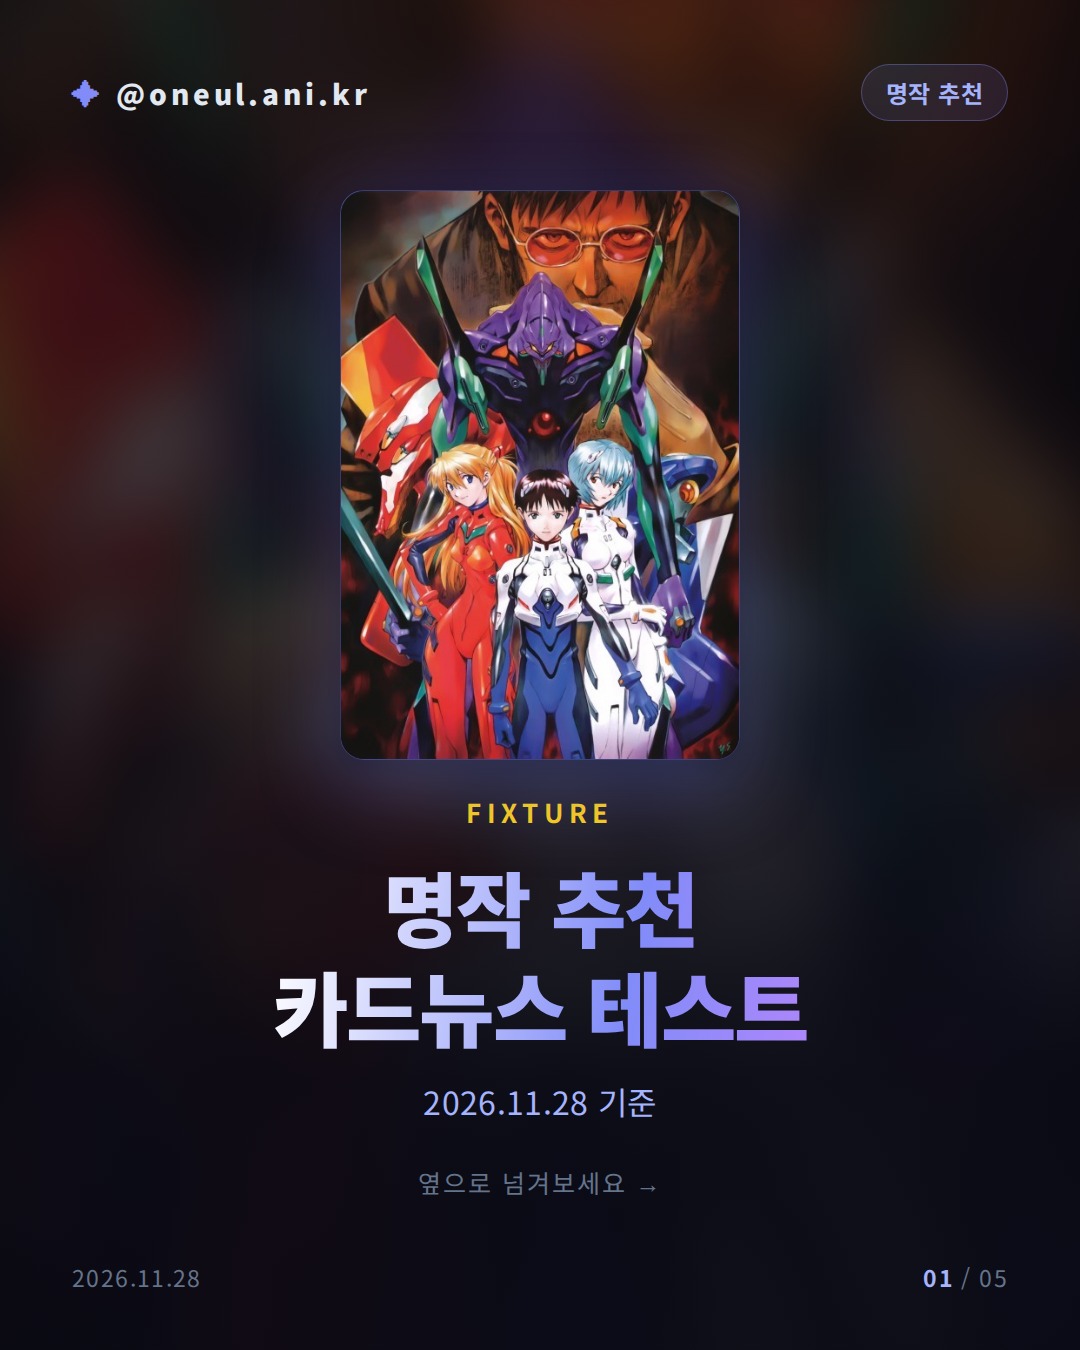 @oneul.ani.kr
명작 추천
FIXTURE
명작 추천
카드뉴스 테스트
2026.11.28 기준
옆으로 넘겨보세요 →
2026.11.28
01 / 05